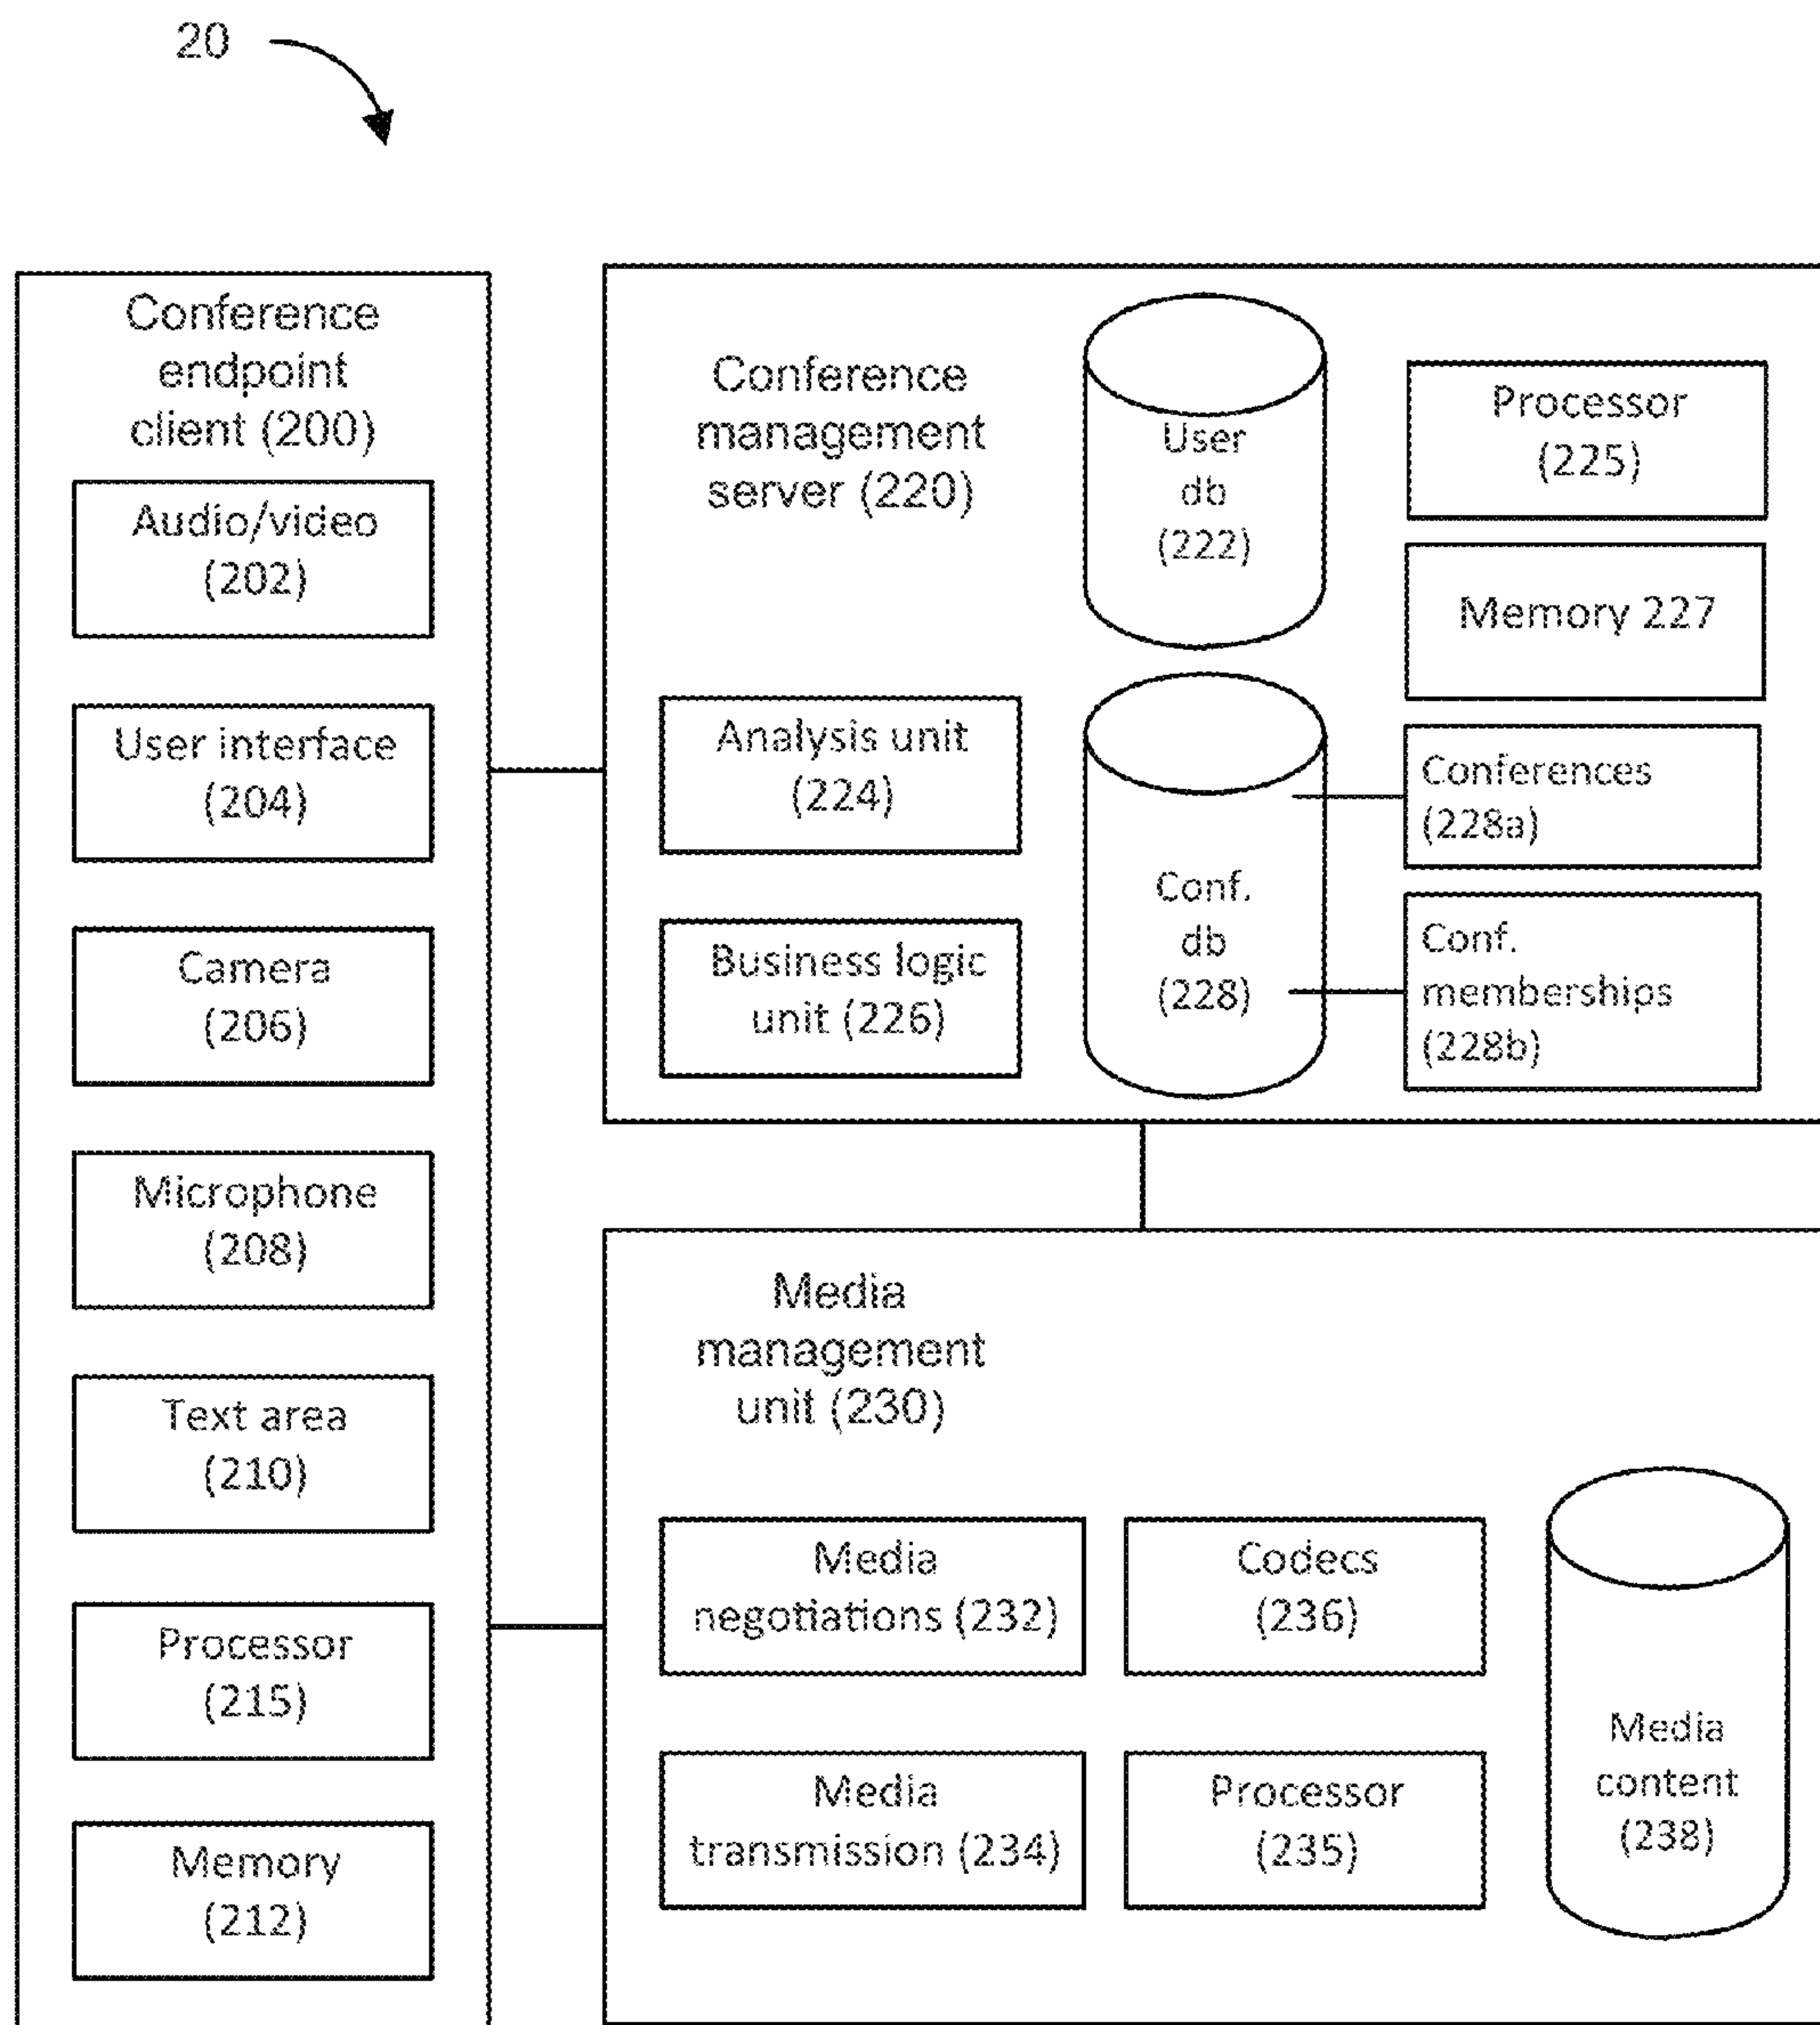 20
Conference
endpoint
client (200)
Audio/video
(202)
User interface
(204)
Camera
(206)
Microphone
(208)
Text area
(210)
Processor
(215)
Memory
(212)
Conference
management
server (220)
User
db
(222)
Processor
(225)
Memory 227
Analysis unit
(224)
Business logic
unit (226)
Conf.
db
(228)
Conferences
(228a)
Conf.
memberships
(228b)
Media
management
unit (230)
Media
negotiations (232)
Codecs
(236)
Media
transmission (234)
Processor
(235)
Media
content
(238)